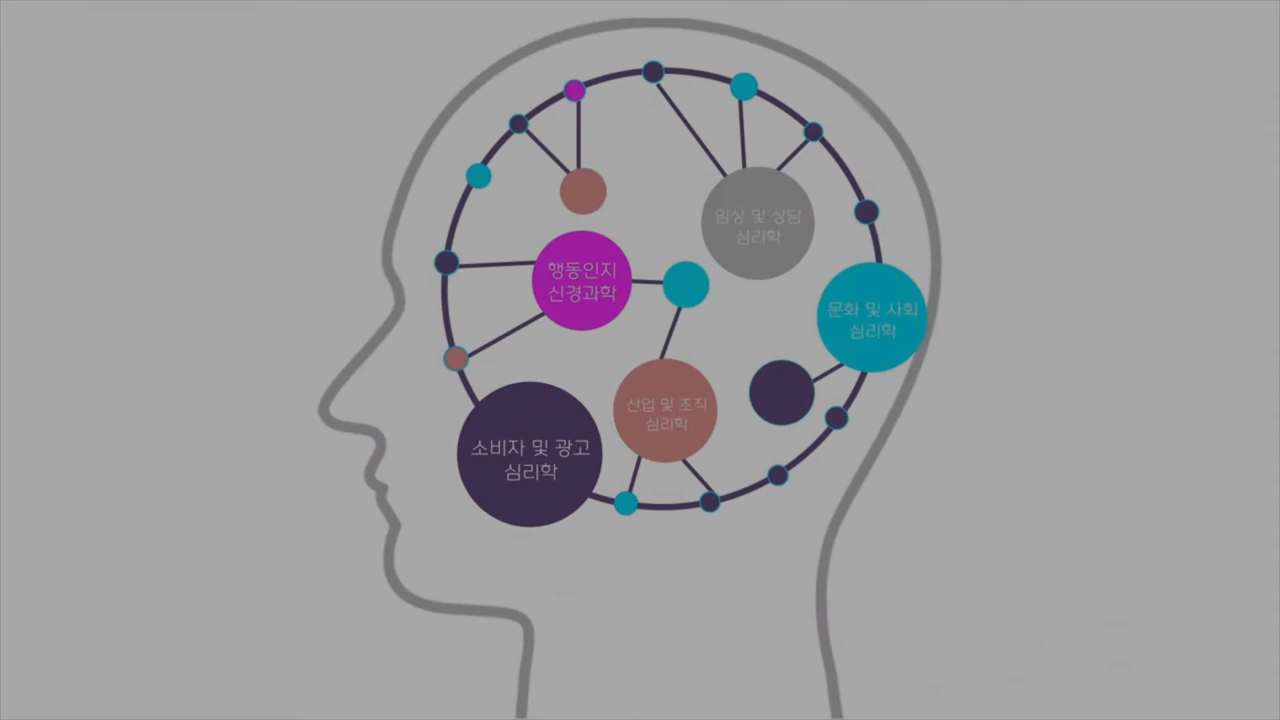 임상 및 상담
심리학
행동인지
신경과학
문화 및 사회
심리학
산업 및 조직
심리학
소비자 및 광고
심리학